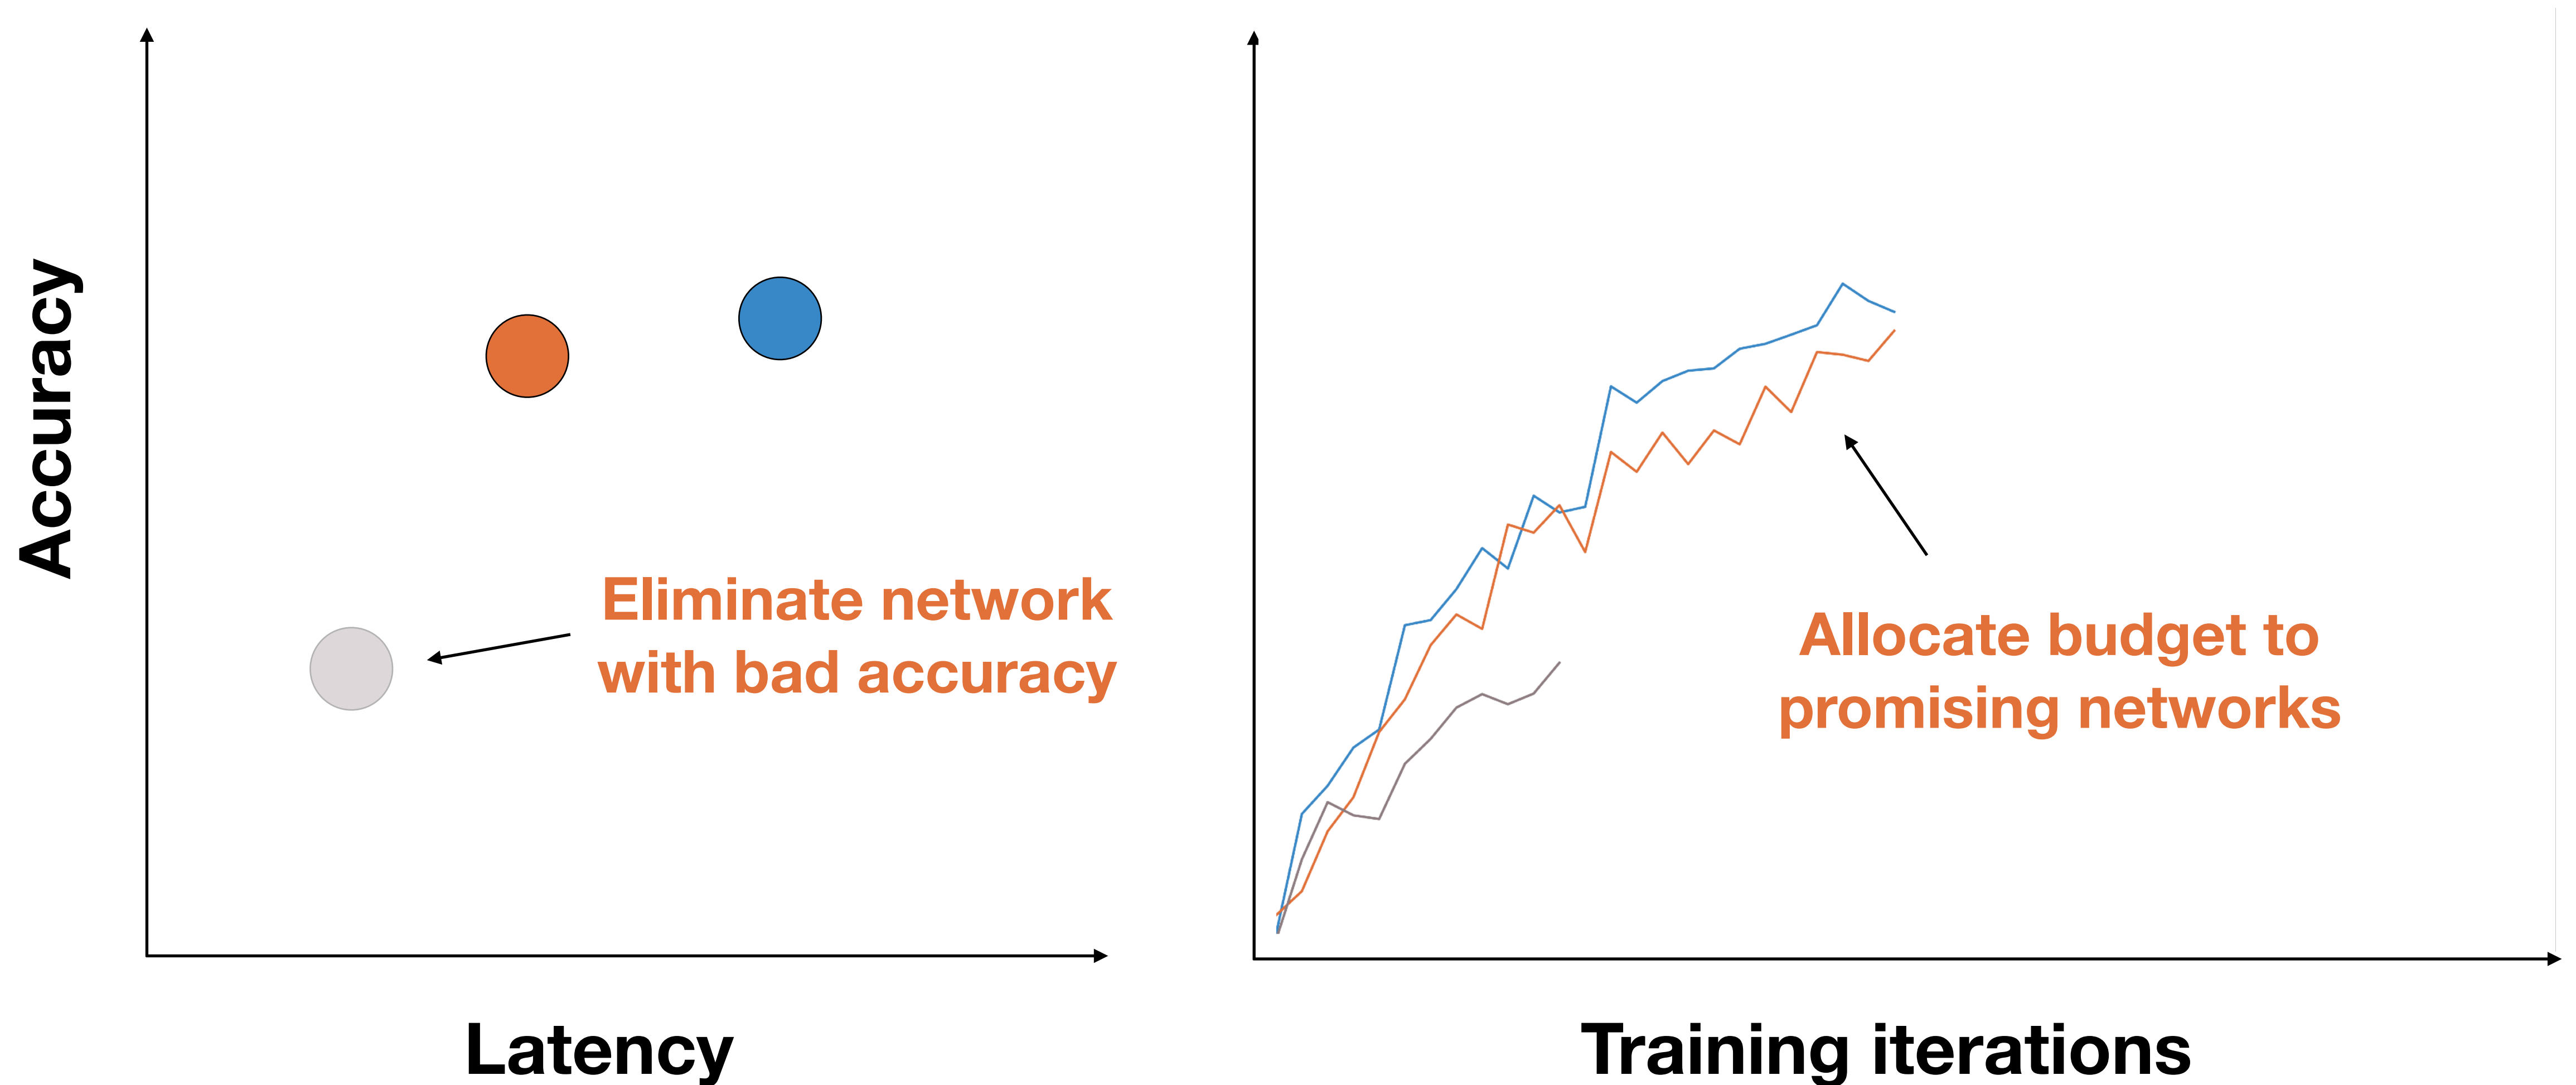 Accuracy
Eliminate network
with bad accuracy
Latency
Allocate budget to
promising networks
Training iterations